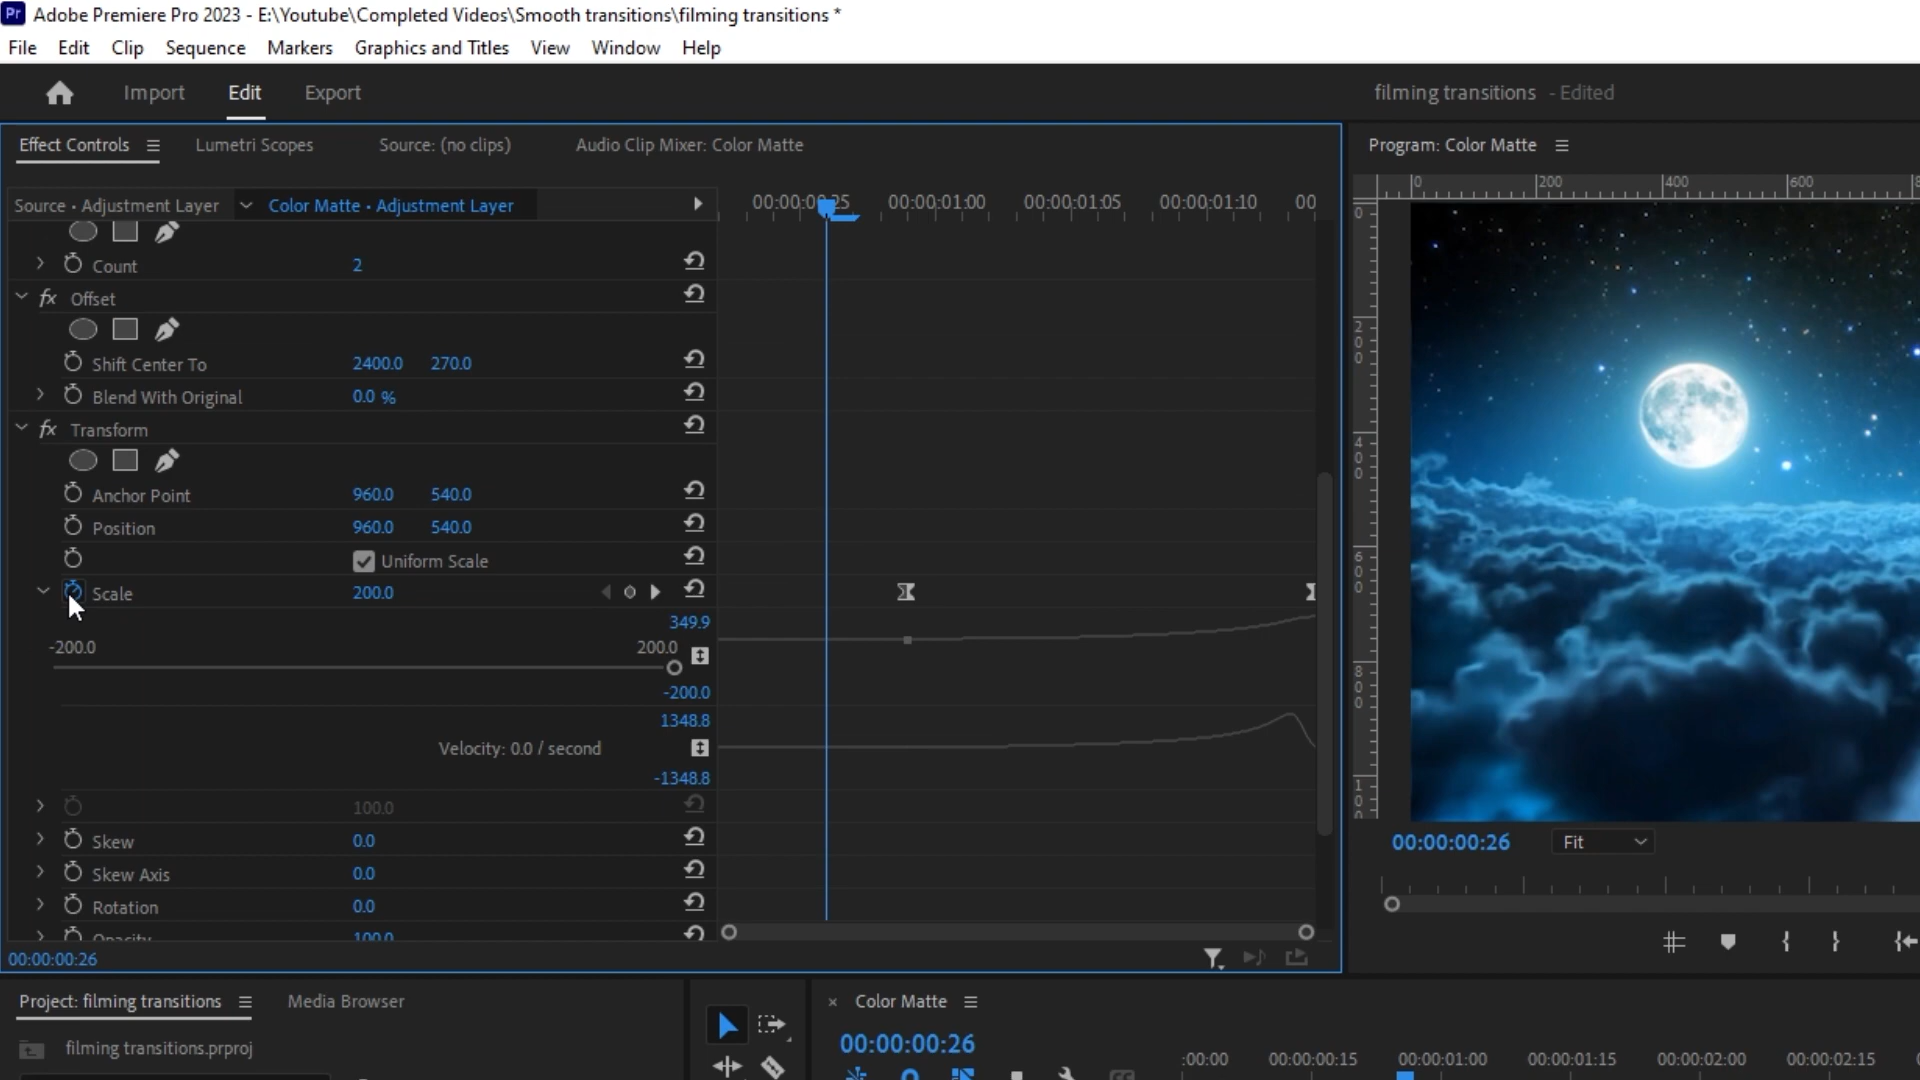 Pr Adobe Premiere Pro 2023 - E:\Youtube\Completed Videos\Smooth transitions\filming transitions *
File Edit Clip Sequence Markers Graphics and Titles View Window Help
Import Edit Export
filming transitions - Edited
Effect Controls Lumetri Scopes Source: (no clips) Audio Clip Mixer: Color Matte
Program: Color Matte
Source • Adjustment Layer Color Matte • Adjustment Layer
00:00:00:25 00:00:01:00 00:00:01:05 00:00:01:10 00
0 200 400 600
Count 2
fx Offset
Shift Center To 2400.0 270.0
Blend With Original 0.0 %
fx Transform
Anchor Point 960.0 540.0
Position 960.0 540.0
Uniform Scale
Scale 200.0
349.9
-200.0 200.0
-200.0
1348.8
Velocity: 0.0 / second
-1348.8
100.0
Skew 0.0
Skew Axis 0.0
Rotation 0.0
Opacity 100.0
00:00:00:26
0
200
400
600
800
00:00:00:26 Fit
Project: filming transitions Media Browser
filming transitions.prproj
× Color Matte
00:00:00:26
:00:00 00:00:00:15 00:00:01:00 00:00:01:15 00:00:02:00 00:00:02:15